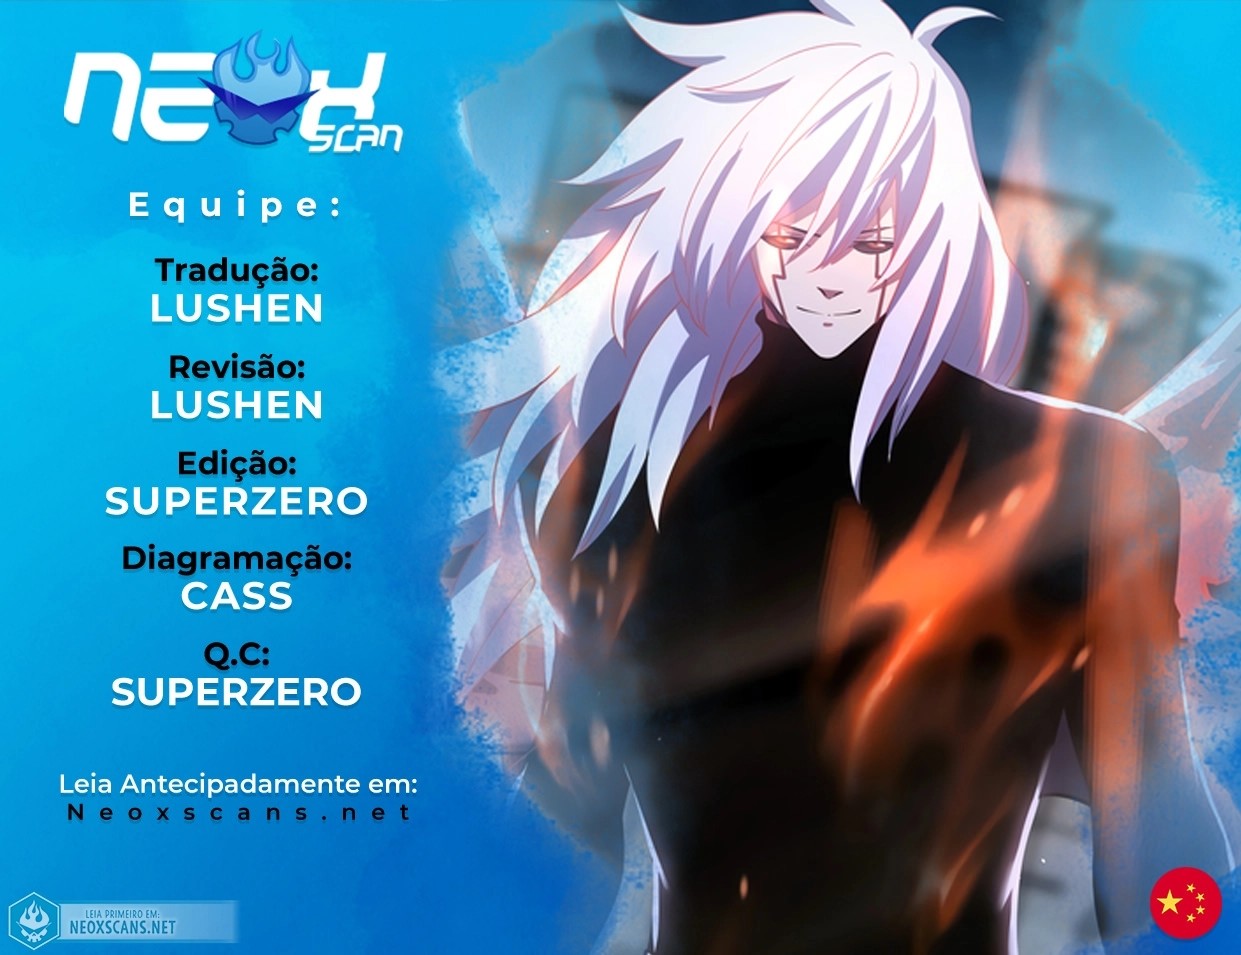 NEOX
SCAN
Equipe:
Tradução:
LUSHEN
Revisão:
LUSHEN
Edição:
SUPERZERO
Diagramação:
CASS
Q.C:
SUPERZERO
Leia Antecipadamente em:
Neoxscans.net
LEIA PRIMEIRO EM:
NEOXSCANS.NET